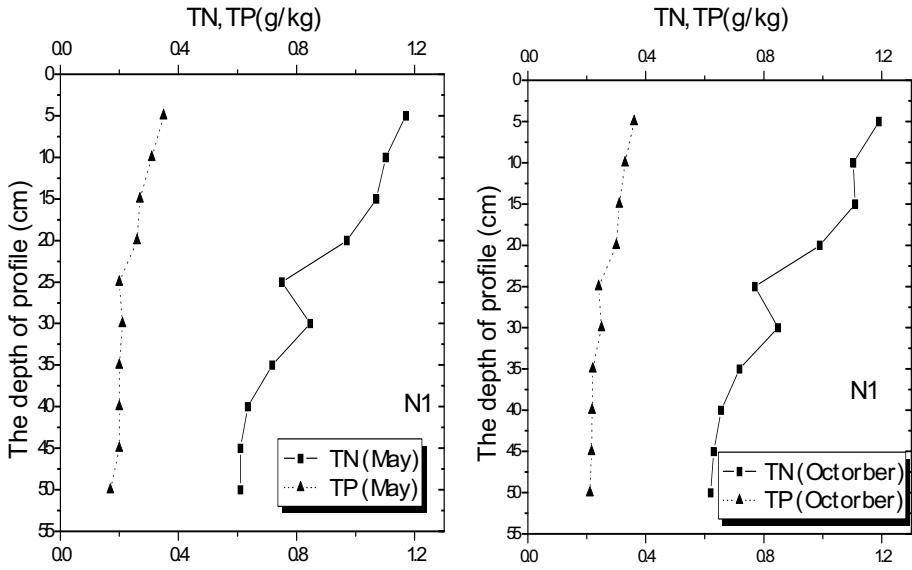 TN, TP(g/kg)
0.0 0.4 0.8 1.2
0
5
10
15
20
25
30
35
40
45
50
55
The depth of profile (cm)
N1
TN (May)
TP (May)
0.0 0.4 0.8 1.2
TN, TP(g/kg)
0.0 0.4 0.8 1.2
0
5
10
15
20
25
30
35
40
45
50
55
The depth of profile (cm)
N1
TN (Octorber)
TP (Octorber)
0.0 0.4 0.8 1.2